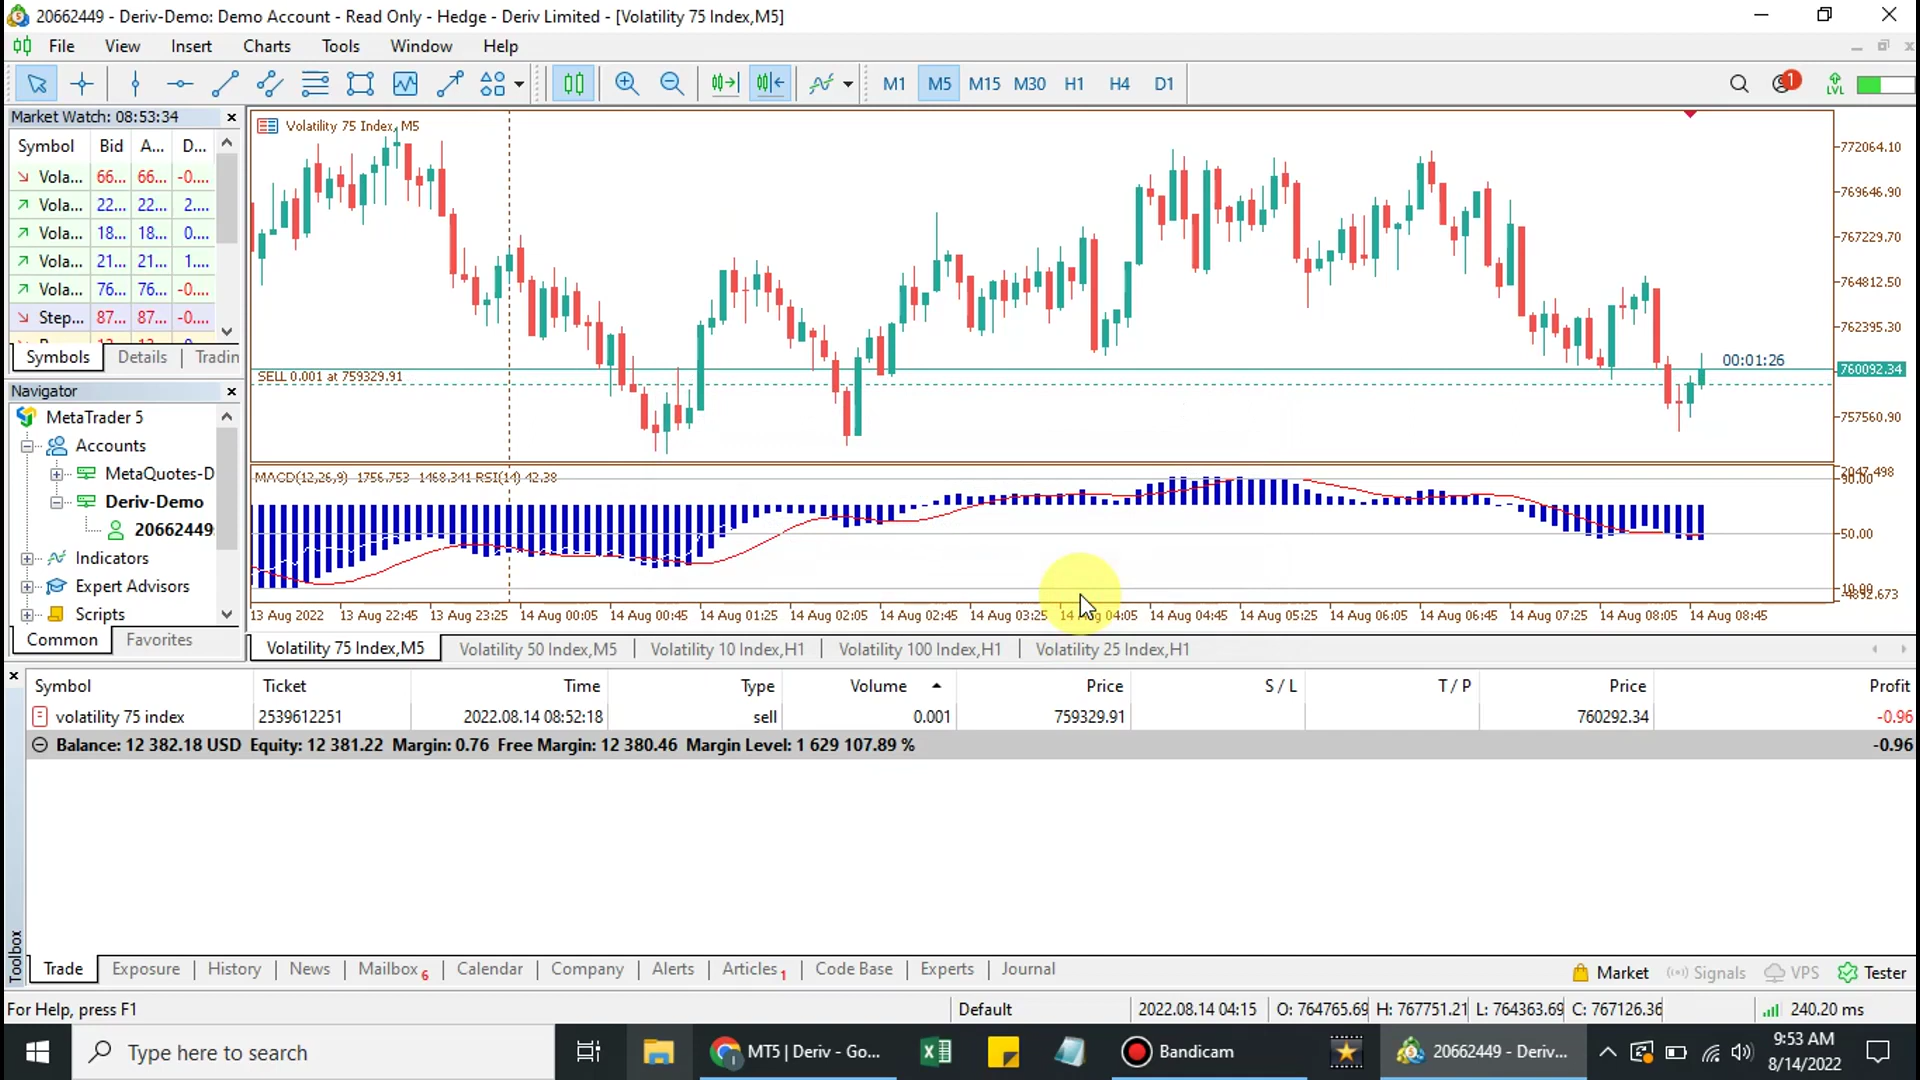 20662449 - Deriv-Demo: Demo Account - Read Only - Hedge - Deriv Limited - [Volatility 75 Index,M5]
File View Insert Charts Tools Window Help
M1 M5 M15 M30 H1 H4 D1 1 LVL
Market Watch: 08:53:34
Symbol Bid A... D...
Vola... 66... 66... -0....
Vola... 22... 22... 2....
Vola... 18... 18... 0....
Vola... 21... 21... 1....
Vola... 76... 76... -0....
Step... 87... 87... -0....
Symbols Details Tradin
Navigator
MetaTrader 5
Accounts
MetaQuotes-D
Deriv-Demo
20662449
Indicators
Expert Advisors
Scripts
Common Favorites
Volatility 75 Index, M5
772064.10
769646.90
767229.70
764812.50
762395.30
00:01:26
760092.34
SELL 0.001 at 759329.91
757560.90
MACD(12,26,9) -1756.753 -1468.341 RSI(14) 42.38
2047.498
90.00
50.00
10.00
-4892.673
13 Aug 2022 13 Aug 22:45 13 Aug 23:25 14 Aug 00:05 14 Aug 00:45 14 Aug 01:25 14 Aug 02:05 14 Aug 02:45 14 Aug 03:25 14 Aug 04:05 14 Aug 04:45 14 Aug 05:25 14 Aug 06:05 14 Aug 06:45 14 Aug 07:25 14 Aug 08:05 14 Aug 08:45
Volatility 75 Index,M5 Volatility 50 Index,M5 Volatility 10 Index,H1 Volatility 100 Index,H1 Volatility 25 Index,H1
Symbol Ticket Time Type Volume Price S / L T / P Price Profit
volatility 75 index 2539612251 2022.08.14 08:52:18 sell 0.001 759329.91 760292.34 -0.96
Balance: 12 382.18 USD Equity: 12 381.22 Margin: 0.76 Free Margin: 12 380.46 Margin Level: 1 629 107.89 % -0.96
Toolbox
Trade Exposure History News Mailbox 6 Calendar Company Alerts Articles 1 Code Base Experts Journal Market Signals VPS Tester
For Help, press F1 Default 2022.08.14 04:15 O: 764765.69 H: 767751.21 L: 764363.69 C: 767126.36 240.20 ms
Type here to search MT5 | Deriv - Go... Bandicam 20662449 - Deriv... 9:53 AM
8/14/2022